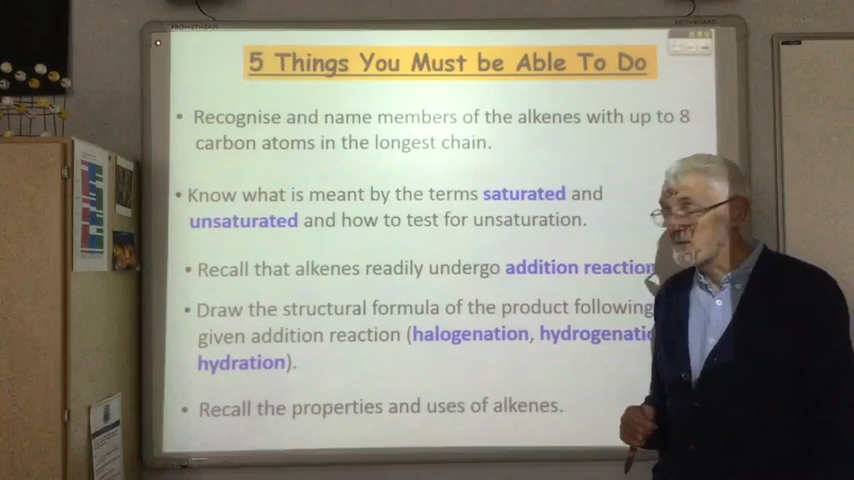 PROMETHEAN
ACTIVBOARD
5 Things You Must be Able To Do
• Recognise and name members of the alkenes with up to 8
carbon atoms in the longest chain.
• Know what is meant by the terms saturated and
unsaturated and how to test for unsaturation.
• Recall that alkenes readily undergo addition reaction
• Draw the structural formula of the product following
given addition reaction (halogenation, hydrogenatio
hydration).
• Recall the properties and uses of alkenes.